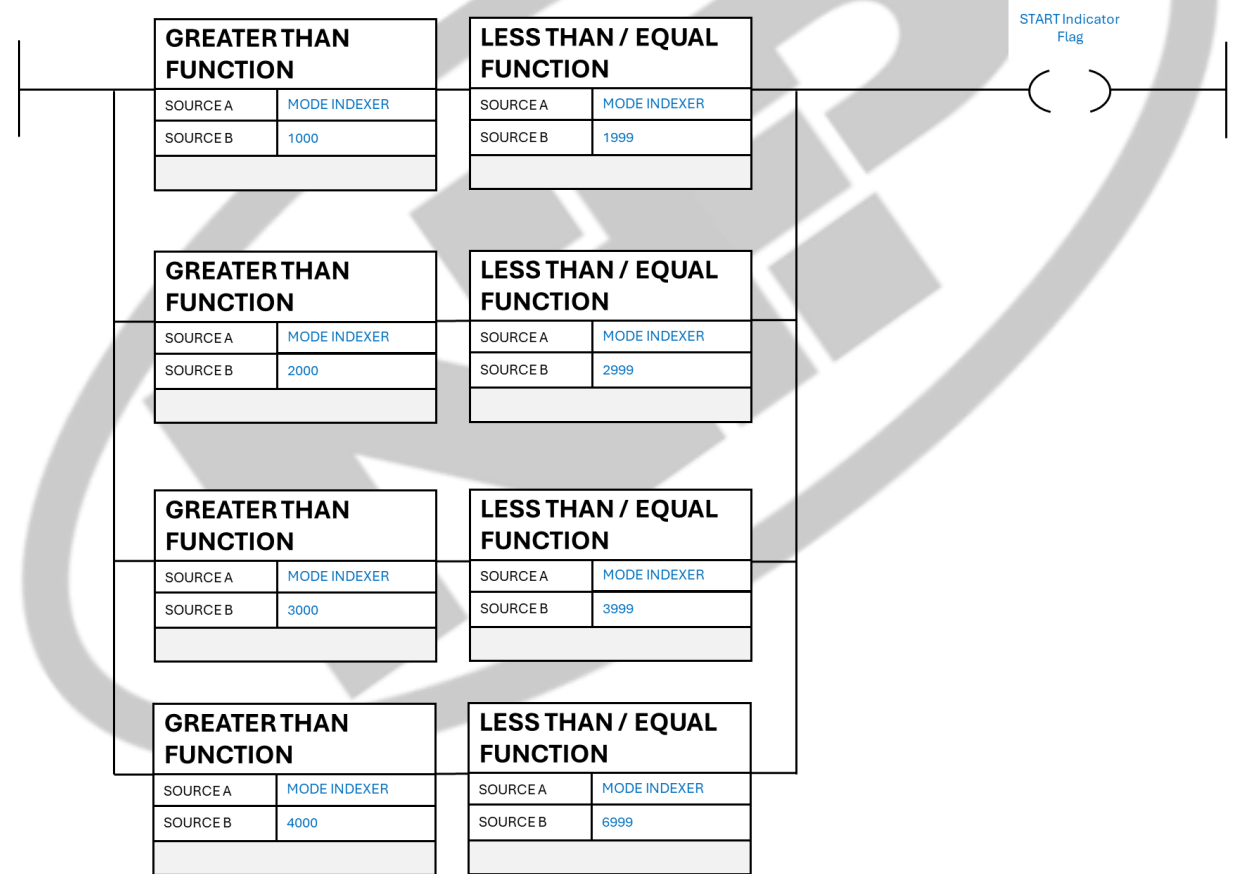 START Indicator
Flag
GREATER THAN
FUNCTION
SOURCE A MODE INDEXER
SOURCE B 1000
LESS THAN / EQUAL
FUNCTION
SOURCE A MODE INDEXER
SOURCE B 1999
GREATER THAN
FUNCTION
SOURCE A MODE INDEXER
SOURCE B 2000
LESS THAN / EQUAL
FUNCTION
SOURCE A MODE INDEXER
SOURCE B 2999
GREATER THAN
FUNCTION
SOURCE A MODE INDEXER
SOURCE B 3000
LESS THAN / EQUAL
FUNCTION
SOURCE A MODE INDEXER
SOURCE B 3999
GREATER THAN
FUNCTION
SOURCE A MODE INDEXER
SOURCE B 4000
LESS THAN / EQUAL
FUNCTION
SOURCE A MODE INDEXER
SOURCE B 6999